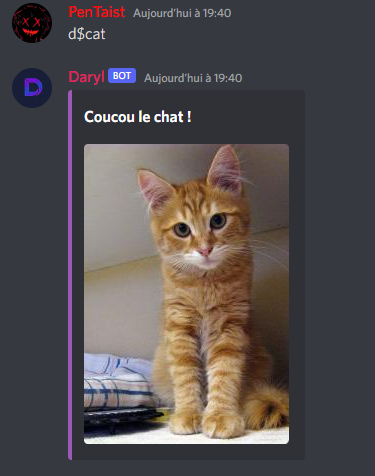 PenTaist Aujourd'hui à 19:40
d$cat
Daryl BOT Aujourd'hui à 19:40
Coucou le chat !